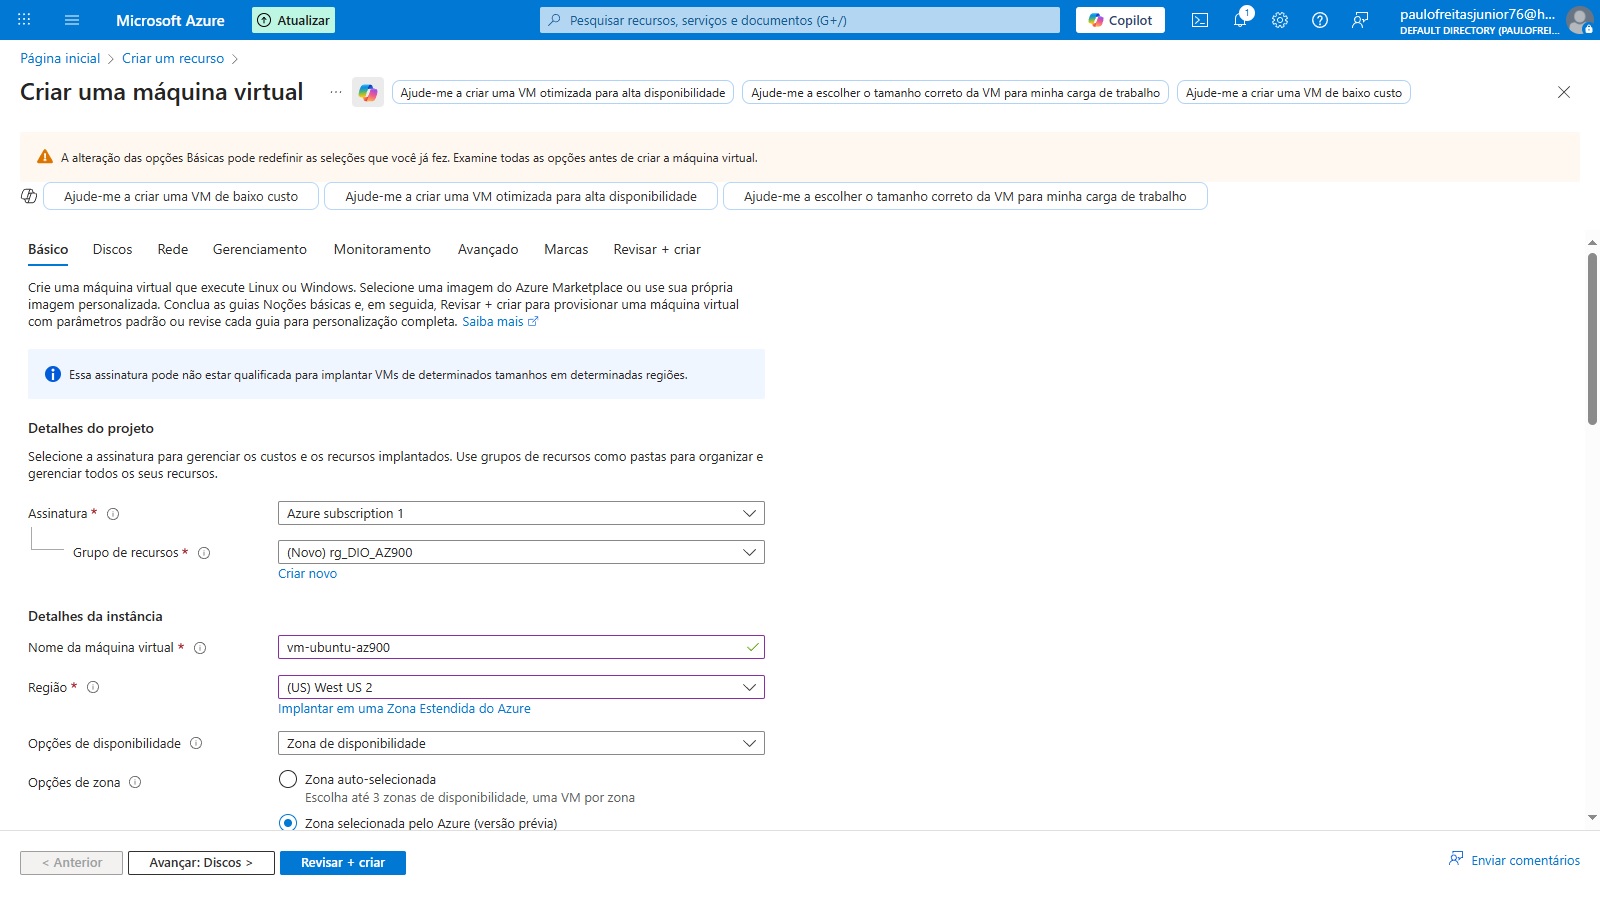 Microsoft Azure
Atualizar
Pesquisar recursos, serviços e documentos (G+/)
Copilot
1
paulofreitasjunior76@h...
DEFAULT DIRECTORY (PAULOFREI...
Página inicial > Criar um recurso >
Criar uma máquina virtual ...
Ajude-me a criar uma VM otimizada para alta disponibilidade
Ajude-me a escolher o tamanho correto da VM para minha carga de trabalho
Ajude-me a criar uma VM de baixo custo
A alteração das opções Básicas pode redefinir as seleções que você já fez. Examine todas as opções antes de criar a máquina virtual.
Ajude-me a criar uma VM de baixo custo
Ajude-me a criar uma VM otimizada para alta disponibilidade
Ajude-me a escolher o tamanho correto da VM para minha carga de trabalho
Básico Discos Rede Gerenciamento Monitoramento Avançado Marcas Revisar + criar
Crie uma máquina virtual que execute Linux ou Windows. Selecione uma imagem do Azure Marketplace ou use sua própria
imagem personalizada. Conclua as guias Noções básicas e, em seguida, Revisar + criar para provisionar uma máquina virtual
com parâmetros padrão ou revise cada guia para personalização completa. Saiba mais
Essa assinatura pode não estar qualificada para implantar VMs de determinados tamanhos em determinadas regiões.
Detalhes do projeto
Selecione a assinatura para gerenciar os custos e os recursos implantados. Use grupos de recursos como pastas para organizar e
gerenciar todos os seus recursos.
Assinatura * Azure subscription 1
Grupo de recursos * (Novo) rg_DIO_AZ900
Criar novo
Detalhes da instância
Nome da máquina virtual * vm-ubuntu-az900
Região * (US) West US 2
Implantar em uma Zona Estendida do Azure
Opções de disponibilidade Zona de disponibilidade
Opções de zona Zona auto-selecionada
Escolha até 3 zonas de disponibilidade, uma VM por zona
Zona selecionada pelo Azure (versão prévia)
< Anterior
Avançar: Discos >
Revisar + criar
Enviar comentários